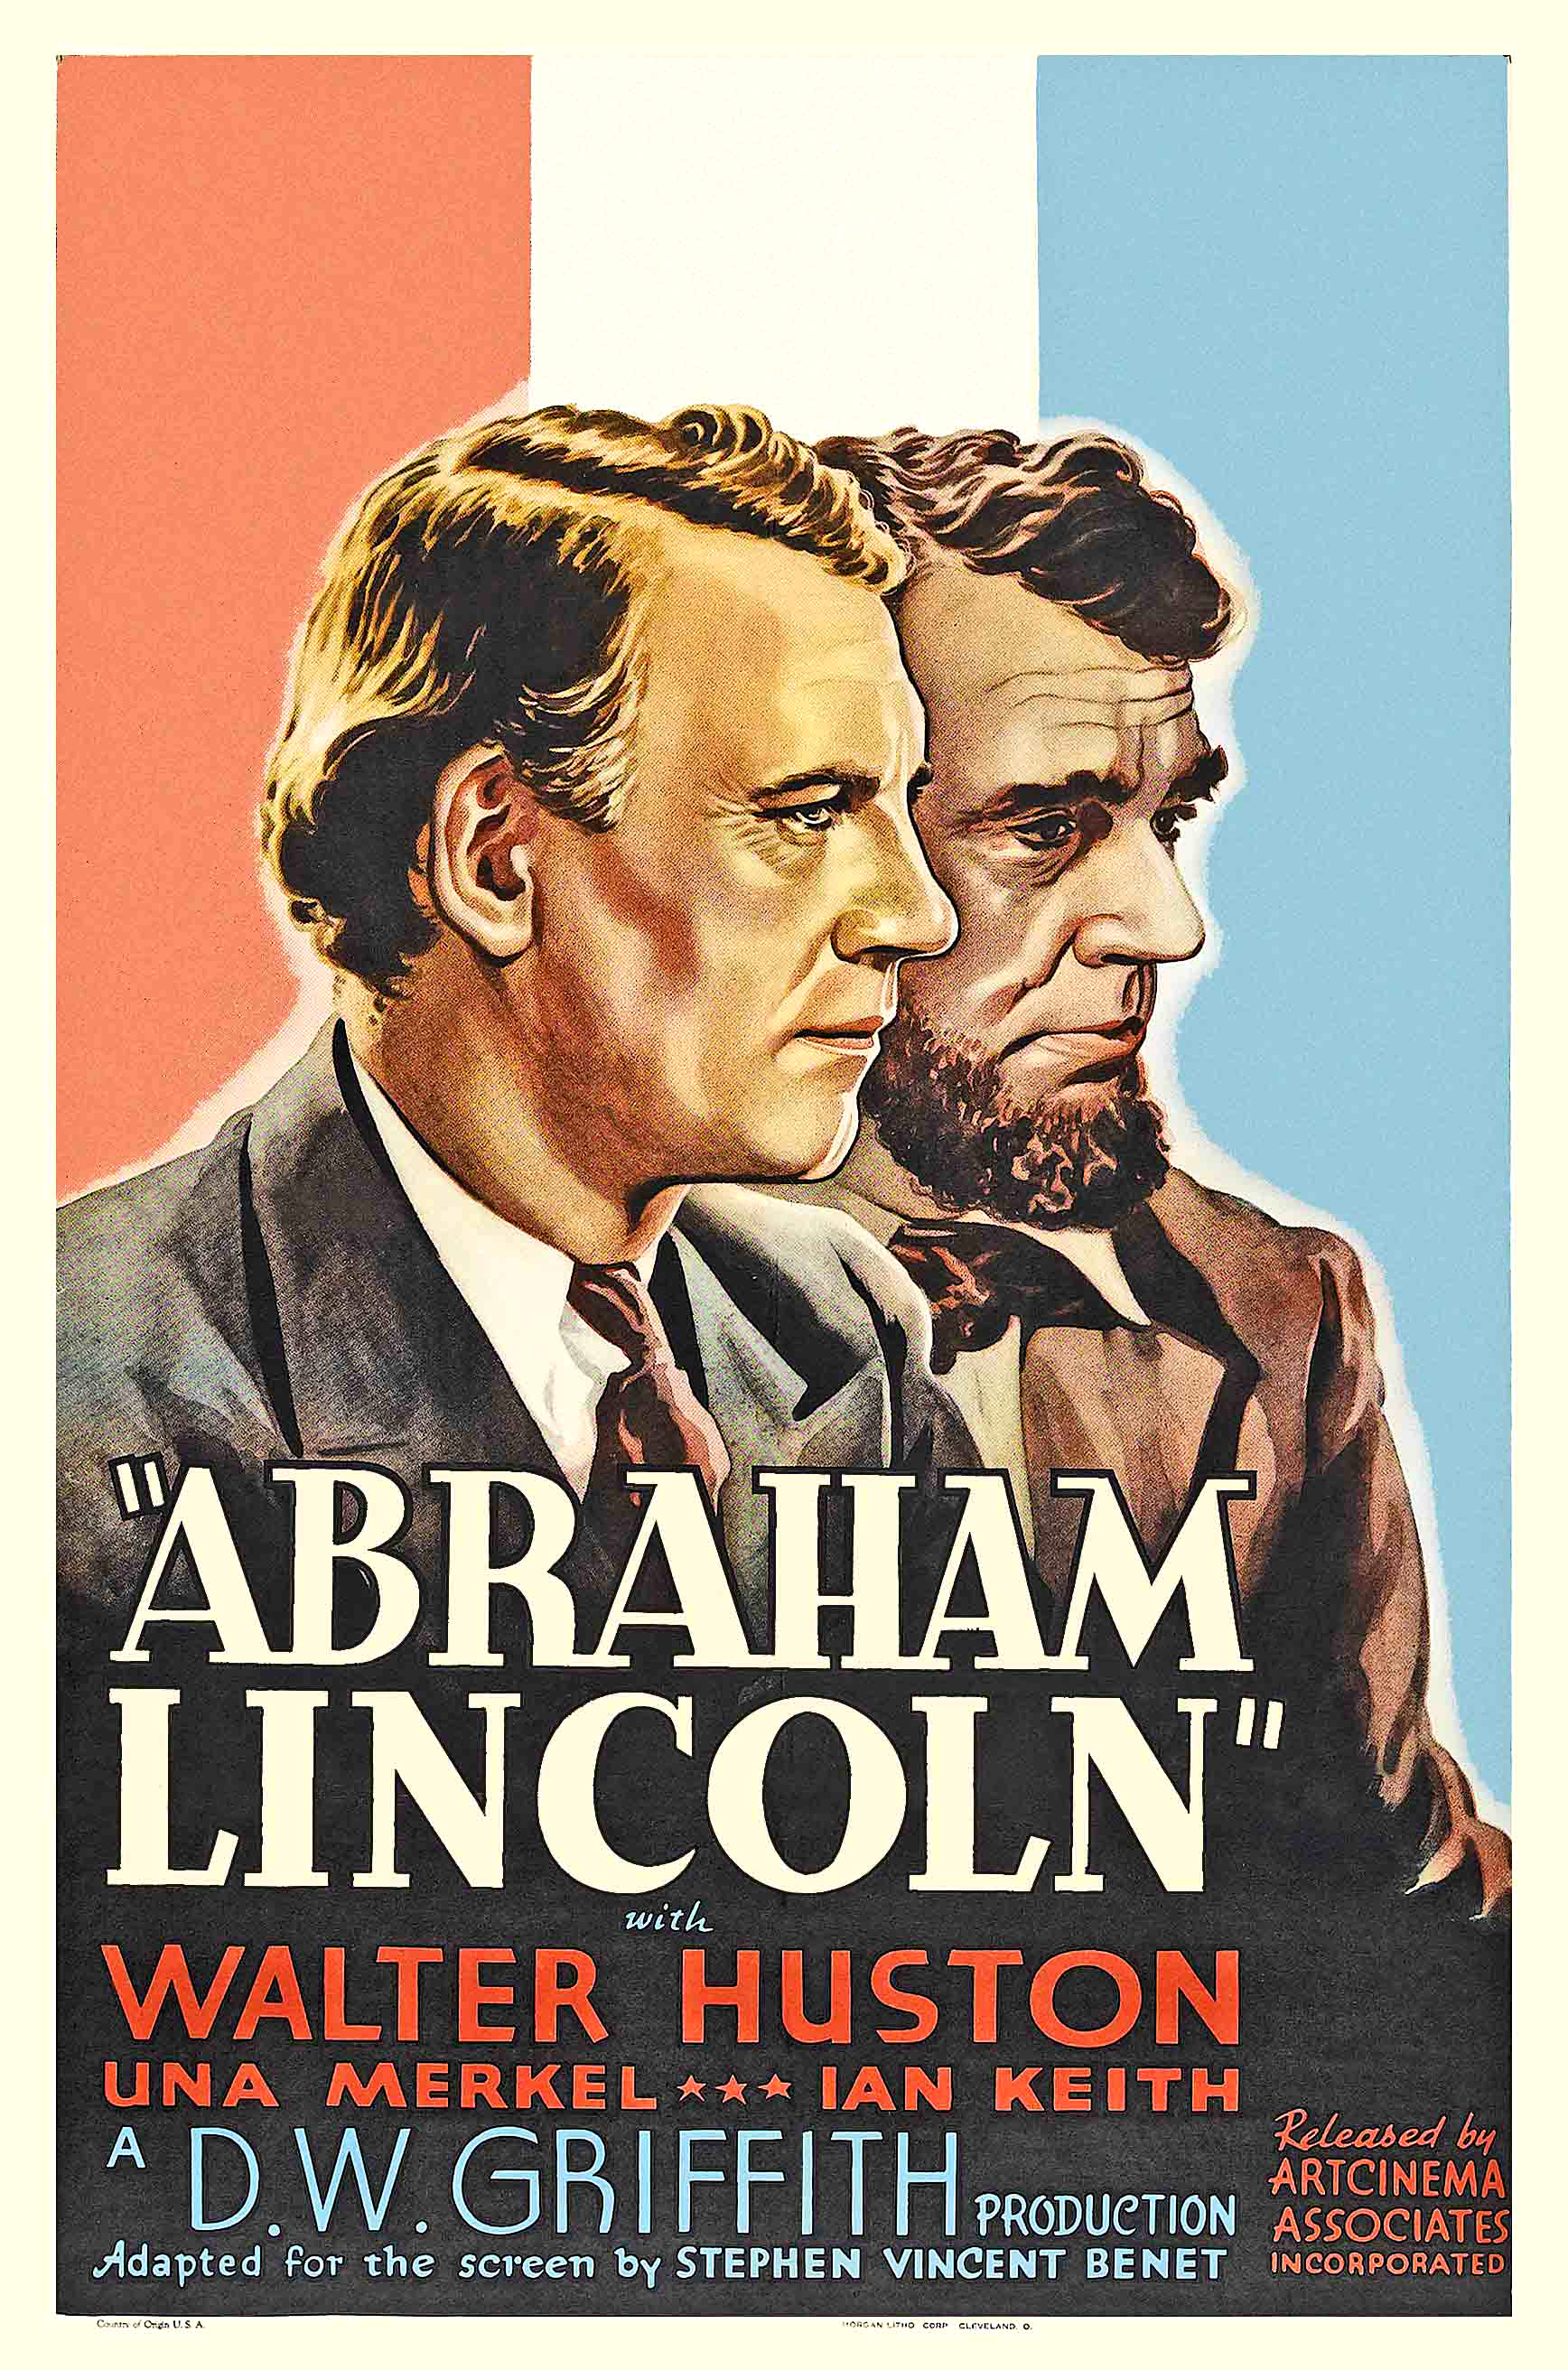 "ABRAHAM
LINCOLN"
with
WALTER HUSTON
UNA MERKEL ★★★ IAN KEITH
A D.W. GRIFFITH PRODUCTION
Adapted for the screen by STEPHEN VINCENT BENET
Released by
ARTCINEMA
ASSOCIATES
INCORPORATED
Country of Origin U.S.A.
MORGAN LITHO CORP CLEVELAND, O.